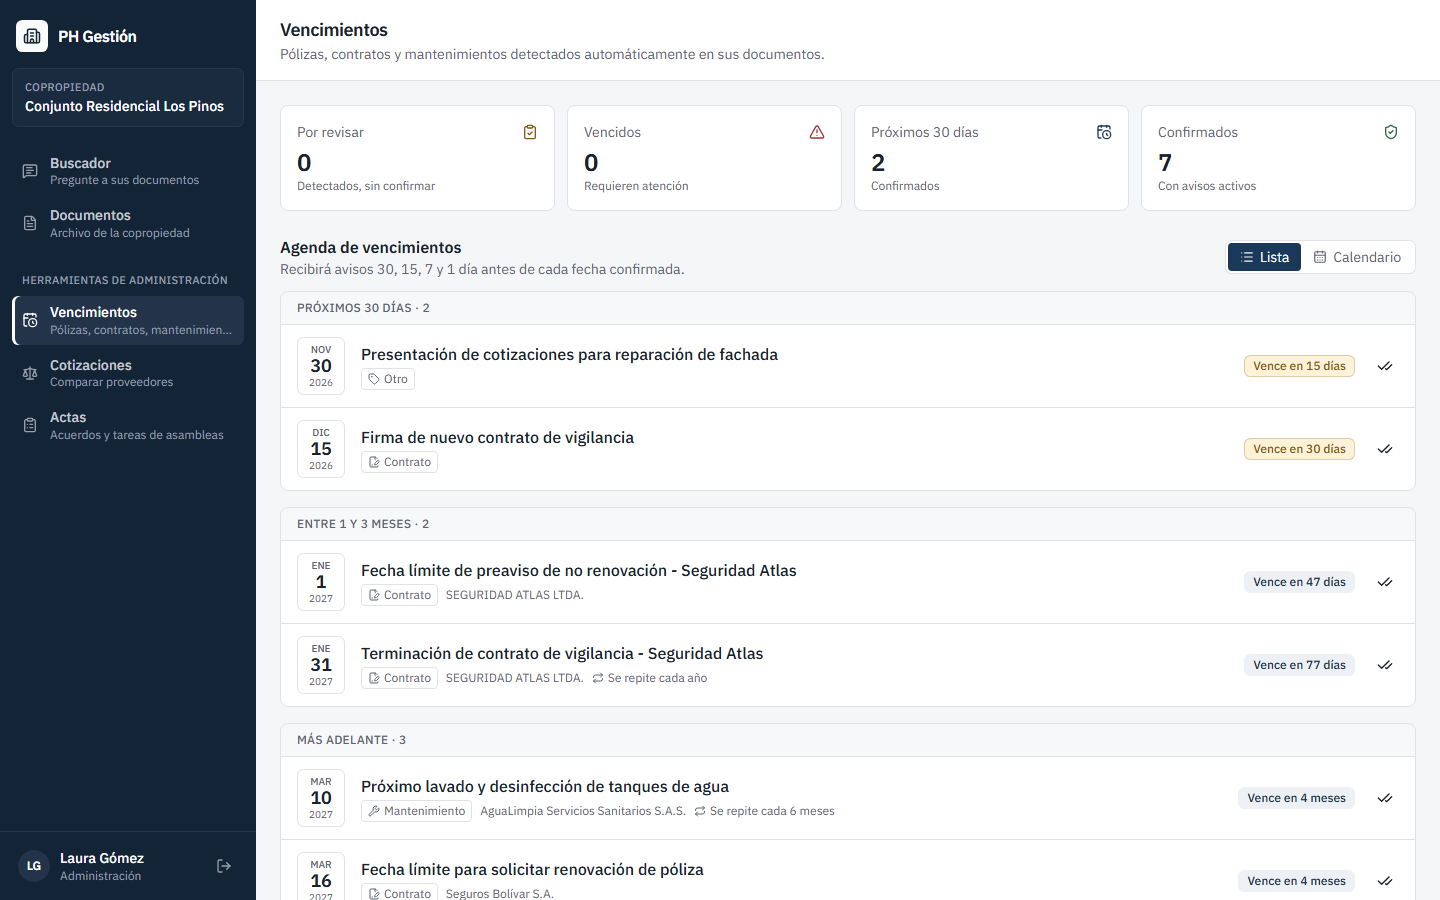 PH Gestión
COPROPIEDAD
Conjunto Residencial Los Pinos
Buscador
Pregunte a sus documentos
Documentos
Archivo de la copropiedad
HERRAMIENTAS DE ADMINISTRACIÓN
Vencimientos
Pólizas, contratos, mantenimien...
Cotizaciones
Comparar proveedores
Actas
Acuerdos y tareas de asambleas
LG
Laura Gómez
Administración
Vencimientos
Pólizas, contratos y mantenimientos detectados automáticamente en sus documentos.
Por revisar
0
Detectados, sin confirmar
Vencidos
0
Requieren atención
Próximos 30 días
2
Confirmados
Confirmados
7
Con avisos activos
Agenda de vencimientos
Recibirá avisos 30, 15, 7 y 1 día antes de cada fecha confirmada.
Lista
Calendario
PRÓXIMOS 30 DÍAS · 2
NOV
30
2026
Presentación de cotizaciones para reparación de fachada
Otro
Vence en 15 días
DIC
15
2026
Firma de nuevo contrato de vigilancia
Contrato
Vence en 30 días
ENTRE 1 Y 3 MESES · 2
ENE
1
2027
Fecha límite de preaviso de no renovación - Seguridad Atlas
Contrato SEGURIDAD ATLAS LTDA.
Vence en 47 días
ENE
31
2027
Terminación de contrato de vigilancia - Seguridad Atlas
Contrato SEGURIDAD ATLAS LTDA. Se repite cada año
Vence en 77 días
MÁS ADELANTE · 3
MAR
10
2027
Próximo lavado y desinfección de tanques de agua
Mantenimiento AguaLimpia Servicios Sanitarios S.A.S. Se repite cada 6 meses
Vence en 4 meses
MAR
16
2027
Fecha límite para solicitar renovación de póliza
Contrato Seguros Bolívar S.A.
Vence en 4 meses